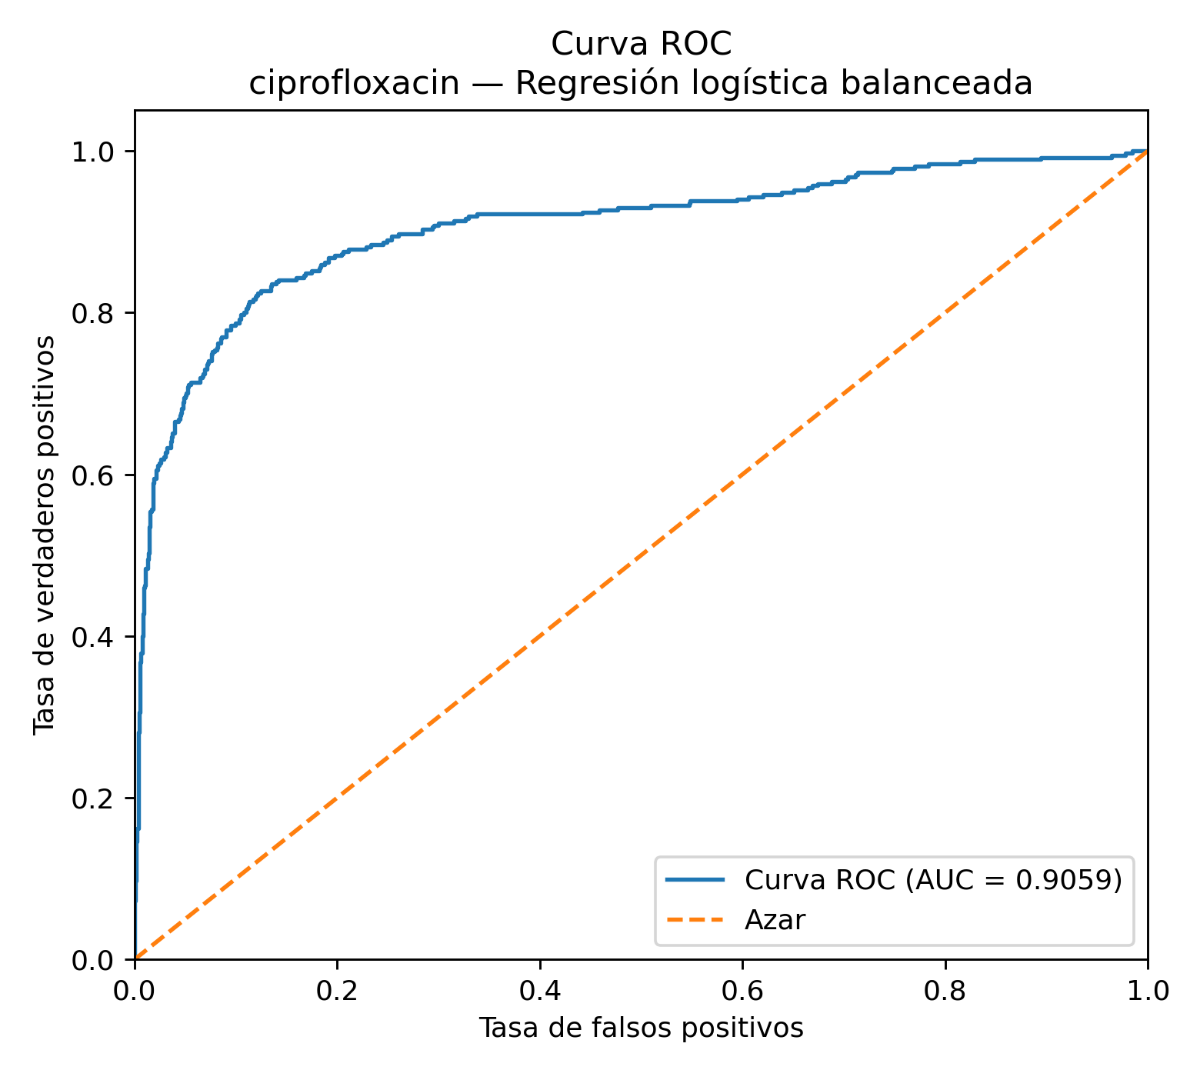 Curva ROC
ciprofloxacin — Regresión logística balanceada
Tasa de verdaderos positivos
1.0
0.8
0.6
0.4
0.2
0.0
0.0 0.2 0.4 0.6 0.8 1.0
Tasa de falsos positivos
Curva ROC (AUC = 0.9059)
Azar